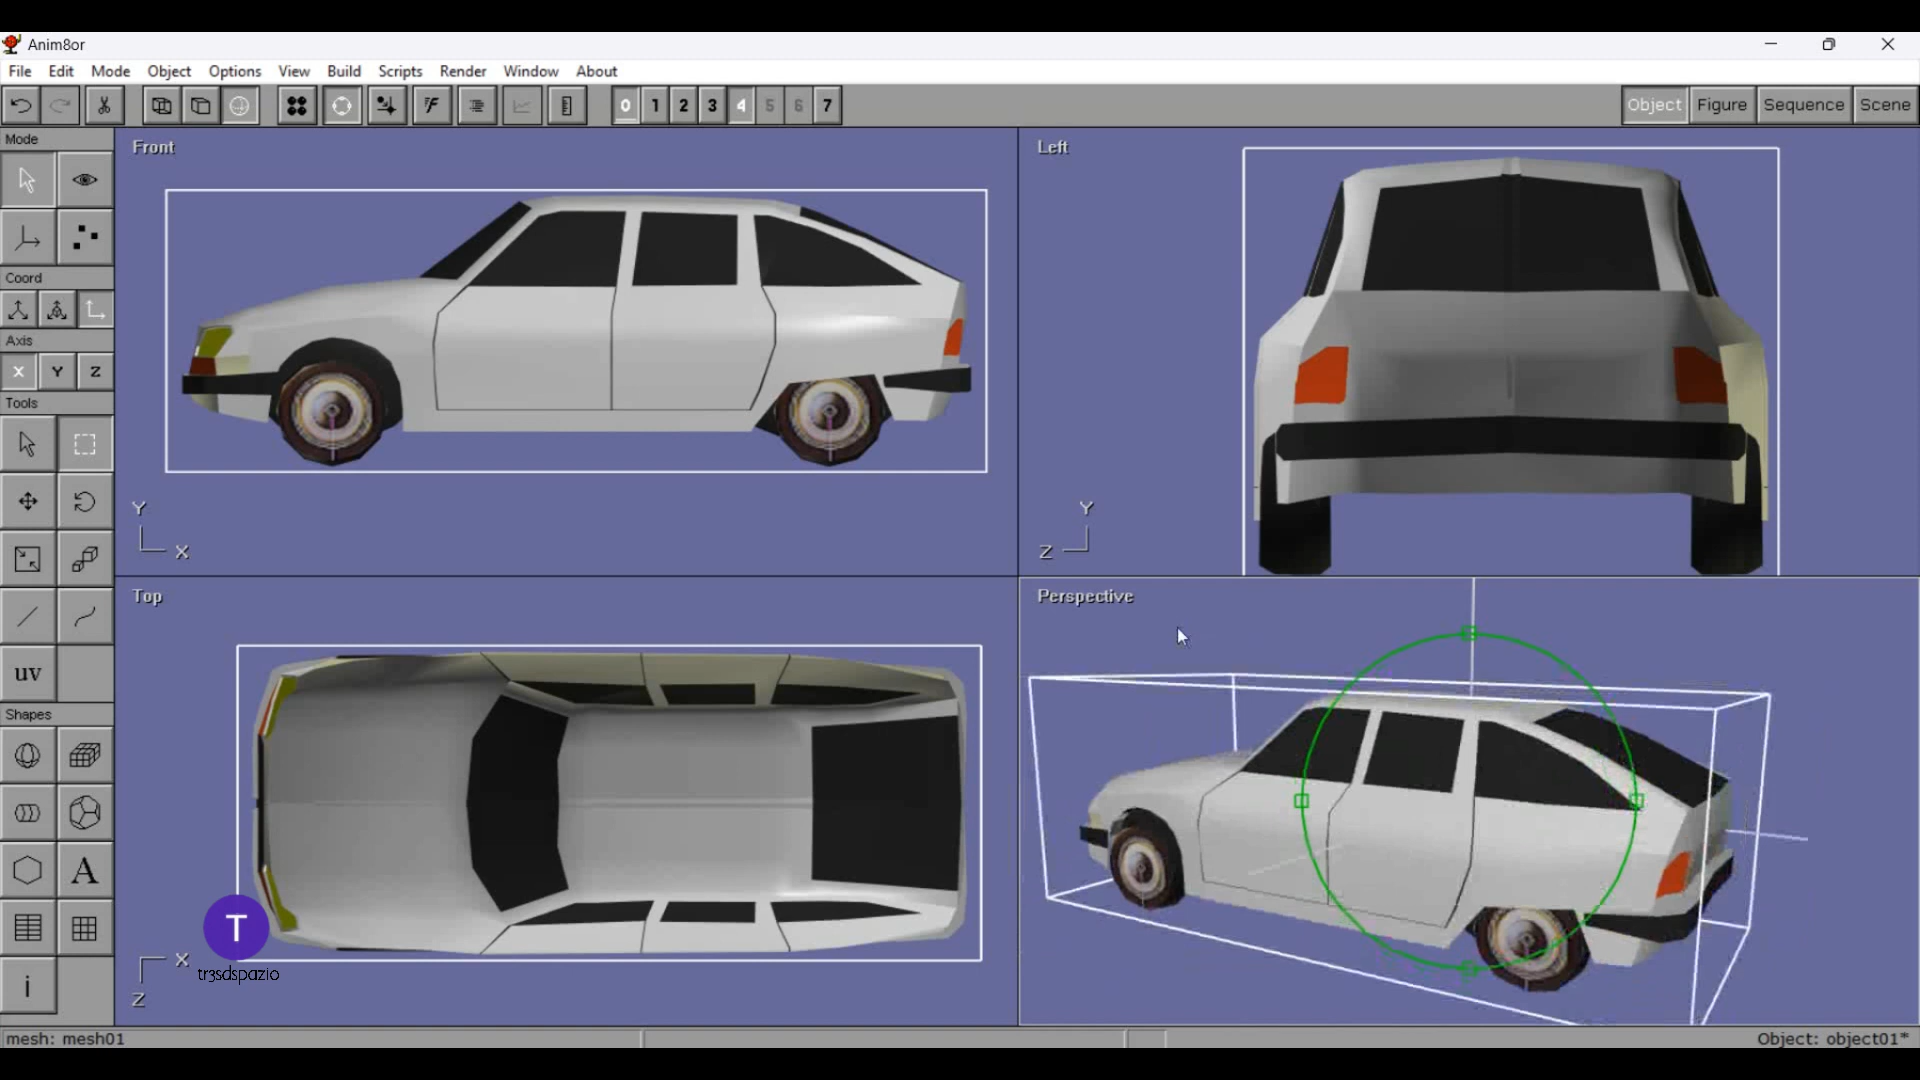 Anim8or
File Edit Mode Object Options View Build Scripts Render Window About
0 1 2 3 4 5 6 7
Object Figure Sequence Scene
Mode
Coord
Axis
X Y Z
Tools
uv
Shapes
A
i
Front
Y
X
Left
Y
Z
Top
X
Z
T
tr3sdspazio
Perspective
mesh: mesh01
Object: object01*